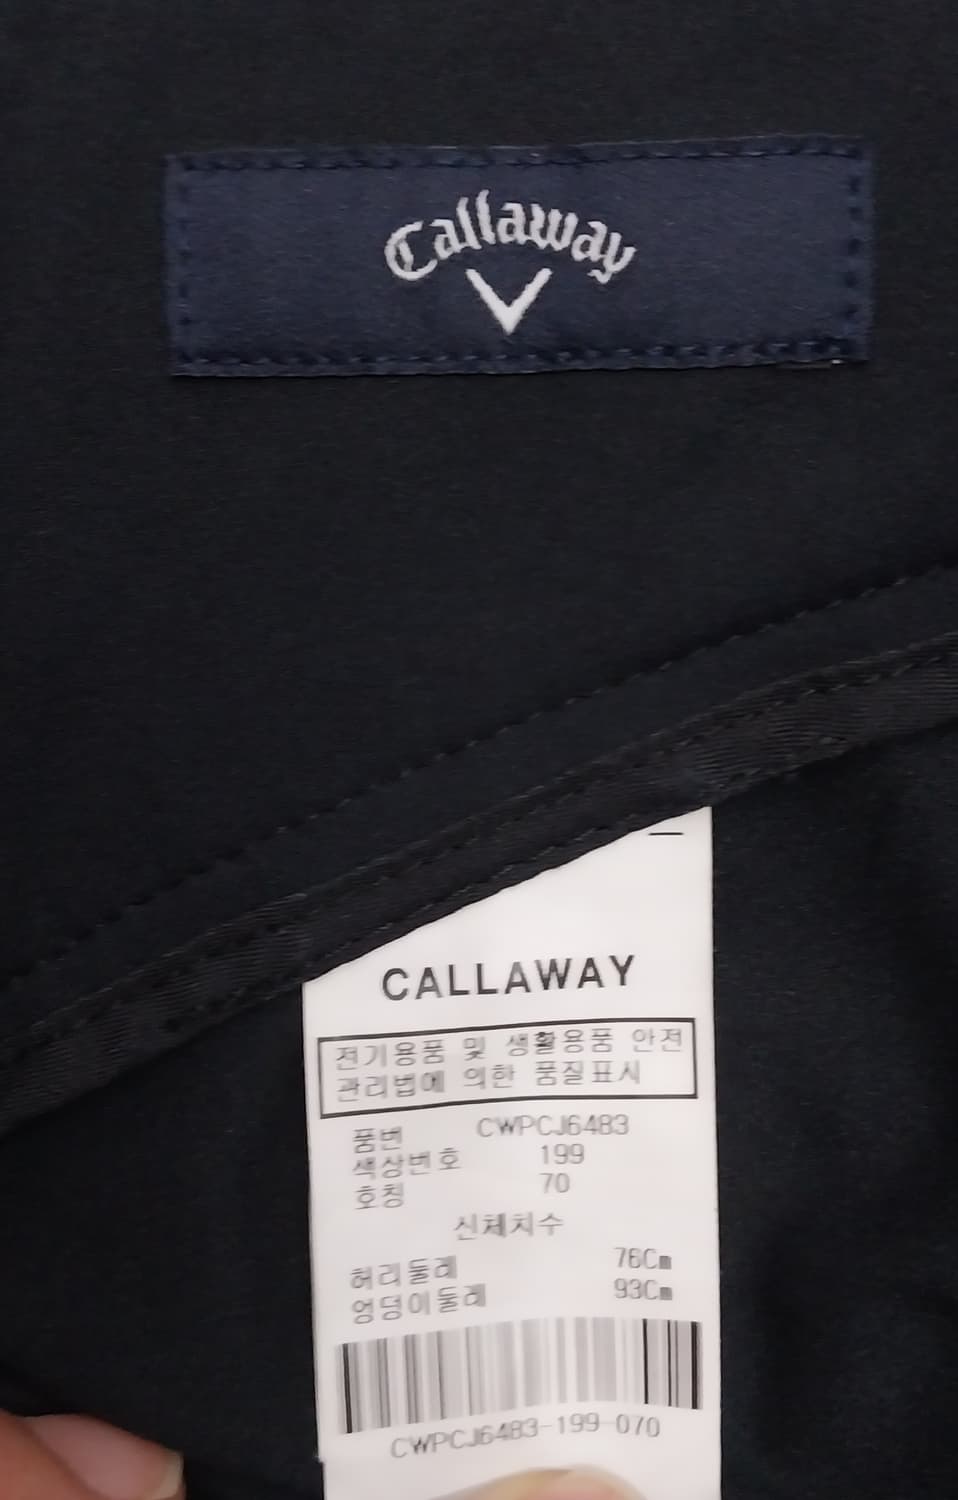 Callaway
CALLAWAY
전기용품 및 생활용품 안전
관리법에 의한 품질표시
품번 CWPCJ6483
색상번호 199
호칭 70
신체치수
허리둘레 76Cm
엉덩이둘레 93Cm
CWPCJ6483-199-070